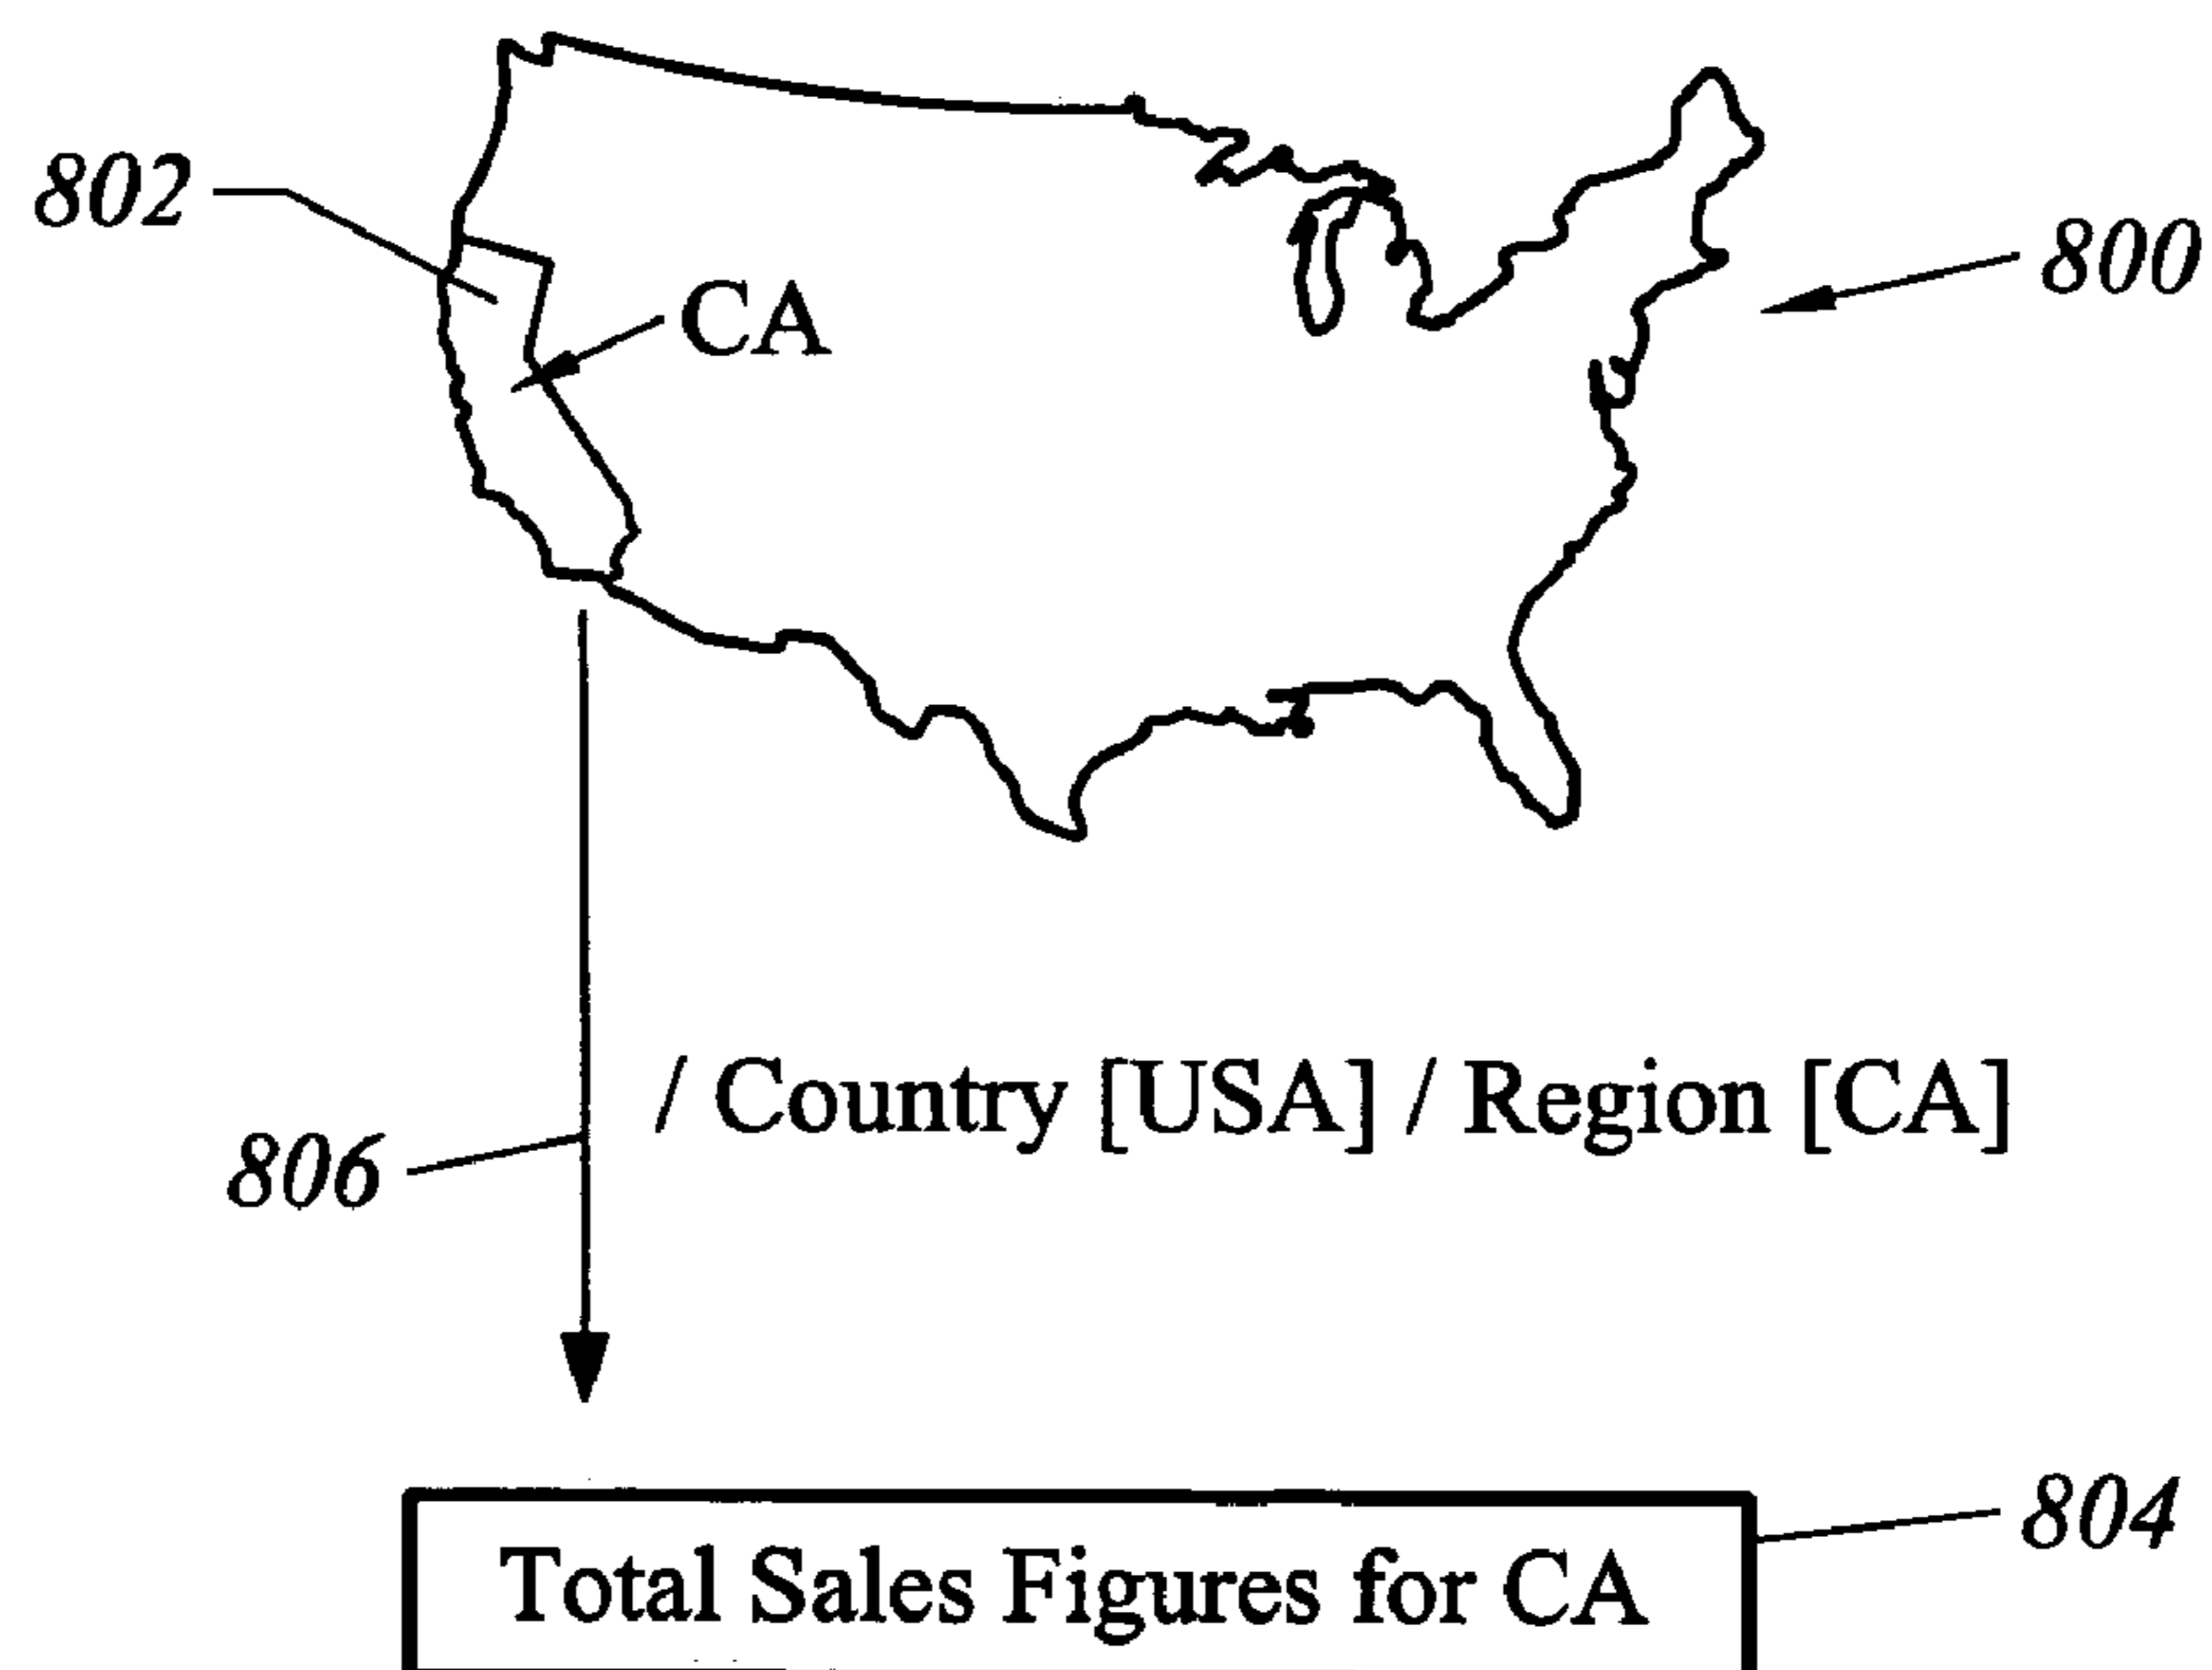 802
800
CA
/ Country [USA] / Region [CA]
806
804
Total Sales Figures for CA